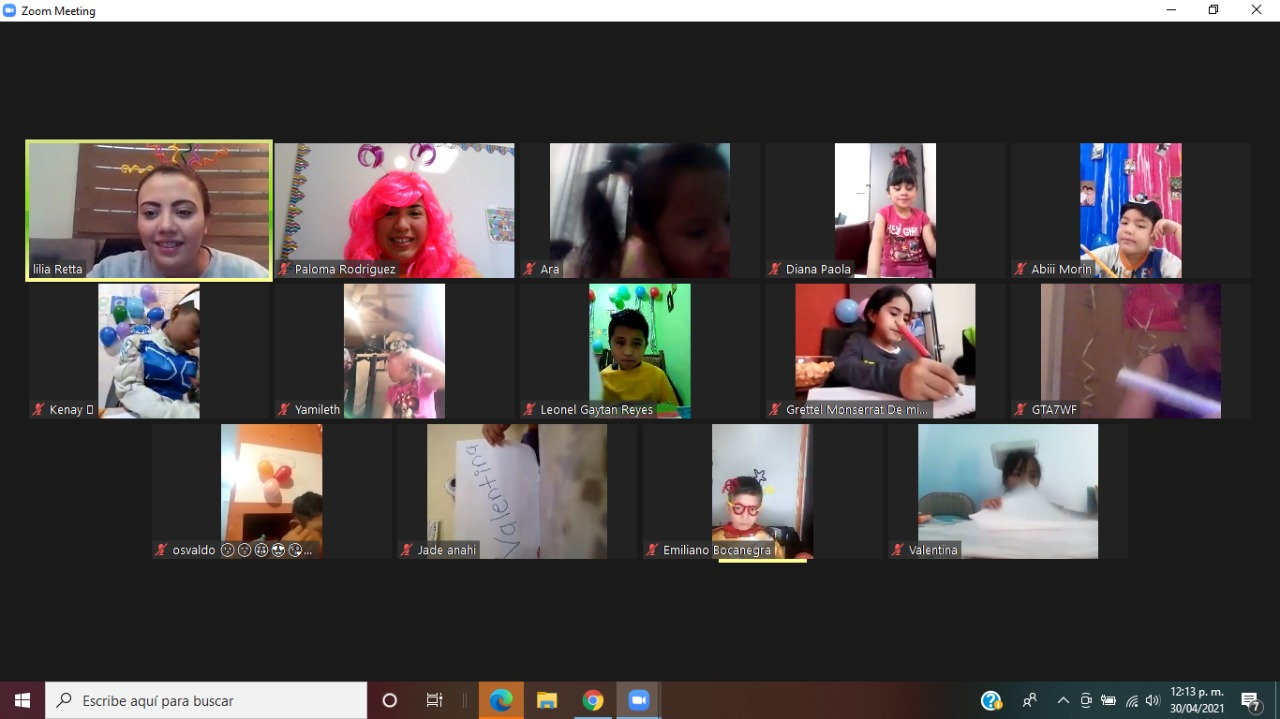 Zoom Meeting
lilia Retta
Paloma Rodriguez
Ara
Diana Paola
HEY GIRL
Abiii Morin
Kenay
Yamileth
Leonel Gaytan Reyes
Grettel Monserrat De mi...
GTA7WF
osvaldo 
Valentina
Jade anahi
Emiliano Bocanegra
Valentina
Escribe aquí para buscar
12:13 p. m.
30/04/2021
7